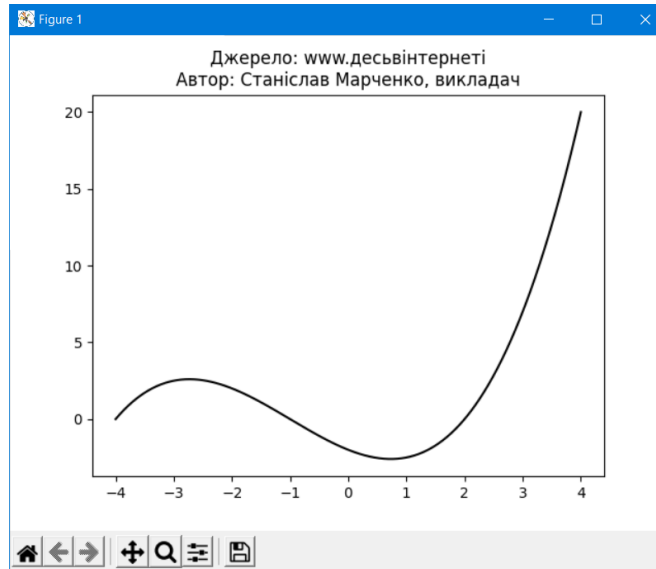 Figure 1
Джерело: www.десьвінтернеті
Автор: Станіслав Марченко, викладач
20
15
10
5
0
−4 −3 −2 −1 0 1 2 3 4